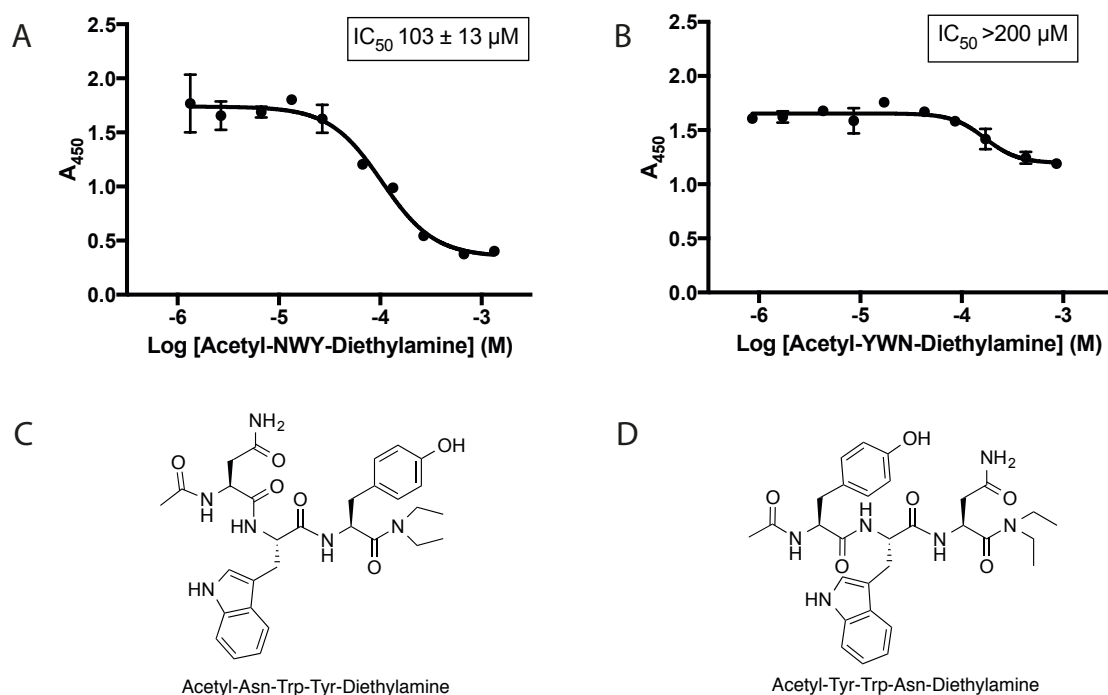 A
IC50 103 ± 13 µM
2.5
2.0
1.5
1.0
0.5
0.0
A450
-6
-5
-4
-3
Log [Acetyl-NWY-Diethylamine] (M)
B
IC50 >200 µM
2.5
2.0
1.5
1.0
0.5
0.0
A450
-6
-5
-4
-3
Log [Acetyl-YWN-Diethylamine] (M)
C
NH2
O
O
O
N
H
HN
O
OH
N
H
N
O
HN
Acetyl-Asn-Trp-Tyr-Diethylamine
D
OH
NH2
O
O
N
H
O
H
N
O
N
H
N
O
HN
Acetyl-Tyr-Trp-Asn-Diethylamine